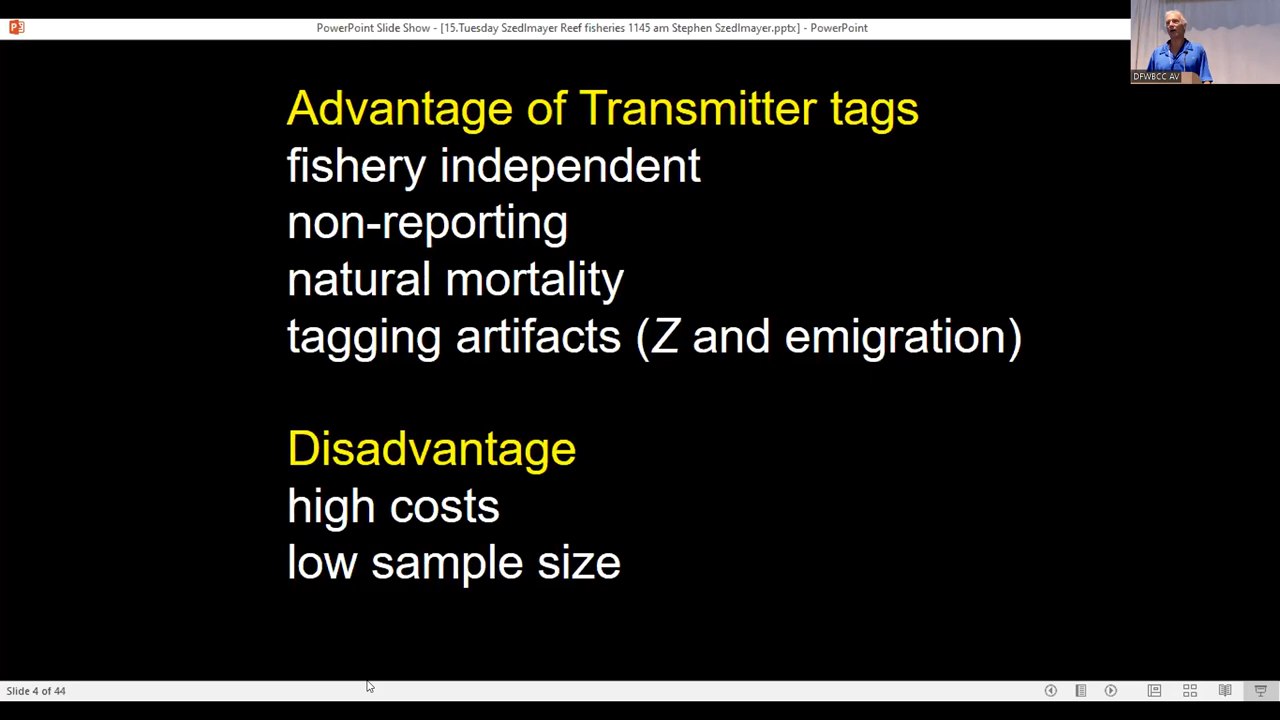 PowerPoint Slide Show - [15.Tuesday Szedlmayer Reef fisheries 1145 am Stephen Szedlmayer.pptx] - PowerPoint
DFWBCC AV
Advantage of Transmitter tags
fishery independent
non-reporting
natural mortality
tagging artifacts (Z and emigration)
Disadvantage
high costs
low sample size
Slide 4 of 44